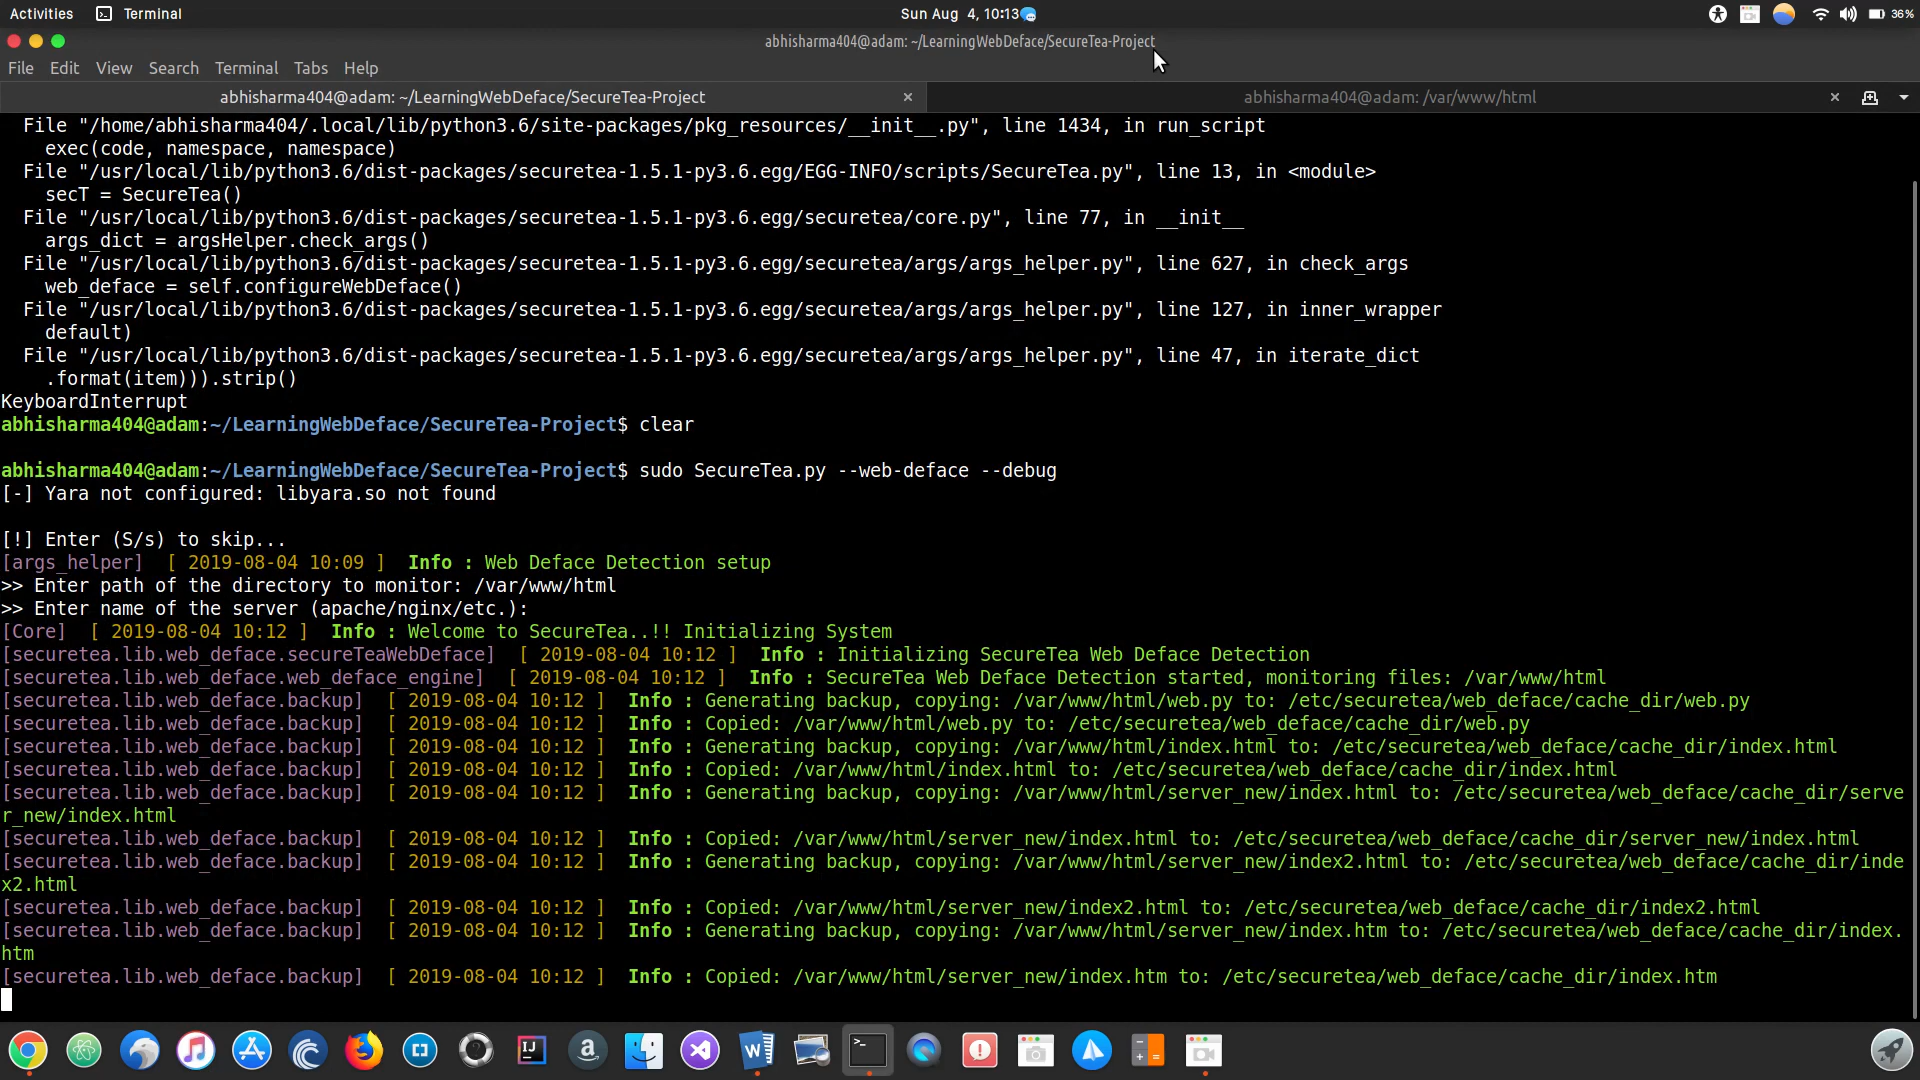 Activities Terminal Sun Aug 4, 10:13 36%
abhisharma404@adam: ~/LearningWebDeface/SecureTea-Project
File Edit View Search Terminal Tabs Help
abhisharma404@adam: ~/LearningWebDeface/SecureTea-Project × abhisharma404@adam: /var/www/html ×
  File "/home/abhisharma404/.local/lib/python3.6/site-packages/pkg_resources/__init__.py", line 1434, in run_script
    exec(code, namespace, namespace)
  File "/usr/local/lib/python3.6/dist-packages/securetea-1.5.1-py3.6.egg/EGG-INFO/scripts/SecureTea.py", line 13, in <module>
    secT = SecureTea()
  File "/usr/local/lib/python3.6/dist-packages/securetea-1.5.1-py3.6.egg/securetea/core.py", line 77, in __init__
    args_dict = argsHelper.check_args()
  File "/usr/local/lib/python3.6/dist-packages/securetea-1.5.1-py3.6.egg/securetea/args/args_helper.py", line 627, in check_args
    web_deface = self.configureWebDeface()
  File "/usr/local/lib/python3.6/dist-packages/securetea-1.5.1-py3.6.egg/securetea/args/args_helper.py", line 127, in inner_wrapper
    default)
  File "/usr/local/lib/python3.6/dist-packages/securetea-1.5.1-py3.6.egg/securetea/args/args_helper.py", line 47, in iterate_dict
    .format(item))).strip()
KeyboardInterrupt
abhisharma404@adam:~/LearningWebDeface/SecureTea-Project$ clear
abhisharma404@adam:~/LearningWebDeface/SecureTea-Project$ sudo SecureTea.py --web-deface --debug
[-] Yara not configured: libyara.so not found
[!] Enter (S/s) to skip...
[args_helper]  [ 2019-08-04 10:09 ]  Info : Web Deface Detection setup
>> Enter path of the directory to monitor: /var/www/html
>> Enter name of the server (apache/nginx/etc.):
[Core]  [ 2019-08-04 10:12 ]  Info : Welcome to SecureTea..!! Initializing System
[securetea.lib.web_deface.secureTeaWebDeface]  [ 2019-08-04 10:12 ]  Info : Initializing SecureTea Web Deface Detection
[securetea.lib.web_deface.web_deface_engine]  [ 2019-08-04 10:12 ]  Info : SecureTea Web Deface Detection started, monitoring files: /var/www/html
[securetea.lib.web_deface.backup]  [ 2019-08-04 10:12 ]  Info : Generating backup, copying: /var/www/html/web.py to: /etc/securetea/web_deface/cache_dir/web.py
[securetea.lib.web_deface.backup]  [ 2019-08-04 10:12 ]  Info : Copied: /var/www/html/web.py to: /etc/securetea/web_deface/cache_dir/web.py
[securetea.lib.web_deface.backup]  [ 2019-08-04 10:12 ]  Info : Generating backup, copying: /var/www/html/index.html to: /etc/securetea/web_deface/cache_dir/index.html
[securetea.lib.web_deface.backup]  [ 2019-08-04 10:12 ]  Info : Copied: /var/www/html/index.html to: /etc/securetea/web_deface/cache_dir/index.html
[securetea.lib.web_deface.backup]  [ 2019-08-04 10:12 ]  Info : Generating backup, copying: /var/www/html/server_new/index.html to: /etc/securetea/web_deface/cache_dir/serve
r_new/index.html
[securetea.lib.web_deface.backup]  [ 2019-08-04 10:12 ]  Info : Copied: /var/www/html/server_new/index.html to: /etc/securetea/web_deface/cache_dir/server_new/index.html
[securetea.lib.web_deface.backup]  [ 2019-08-04 10:12 ]  Info : Generating backup, copying: /var/www/html/server_new/index2.html to: /etc/securetea/web_deface/cache_dir/inde
x2.html
[securetea.lib.web_deface.backup]  [ 2019-08-04 10:12 ]  Info : Copied: /var/www/html/server_new/index2.html to: /etc/securetea/web_deface/cache_dir/index2.html
[securetea.lib.web_deface.backup]  [ 2019-08-04 10:12 ]  Info : Generating backup, copying: /var/www/html/server_new/index.htm to: /etc/securetea/web_deface/cache_dir/index.
htm
[securetea.lib.web_deface.backup]  [ 2019-08-04 10:12 ]  Info : Copied: /var/www/html/server_new/index.htm to: /etc/securetea/web_deface/cache_dir/index.htm